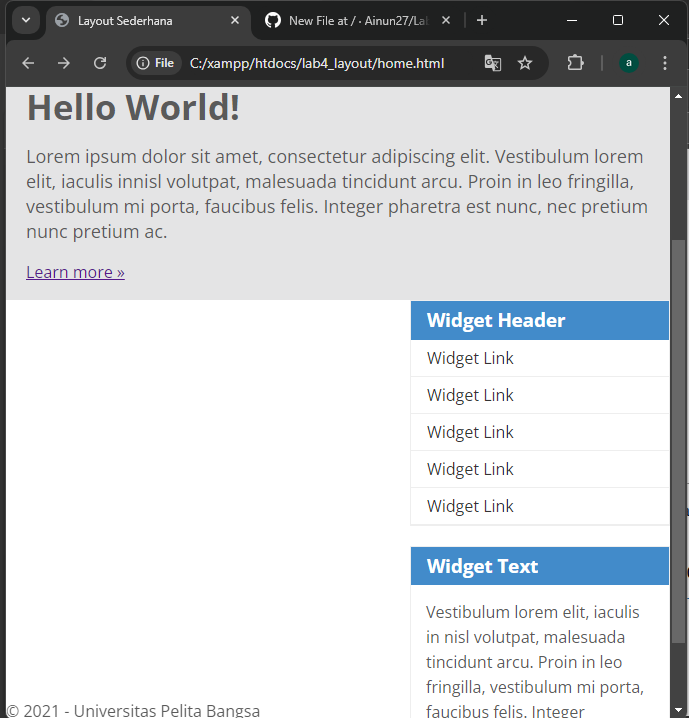 Layout Sederhana
New File at / · Ainun27/La
File
C:/xampp/htdocs/lab4_layout/home.html
a
Hello World!
Lorem ipsum dolor sit amet, consectetur adipiscing elit. Vestibulum lorem
elit, iaculis innisl volutpat, malesuada tincidunt arcu. Proin in leo fringilla,
vestibulum mi porta, faucibus felis. Integer pharetra est nunc, nec pretium
nunc pretium ac.
Learn more »
Widget Header
Widget Link
Widget Link
Widget Link
Widget Link
Widget Link
Widget Text
Vestibulum lorem elit, iaculis
in nisl volutpat, malesuada
tincidunt arcu. Proin in leo
fringilla, vestibulum mi porta,
faucibus felis. Integer
© 2021 - Universitas Pelita Bangsa